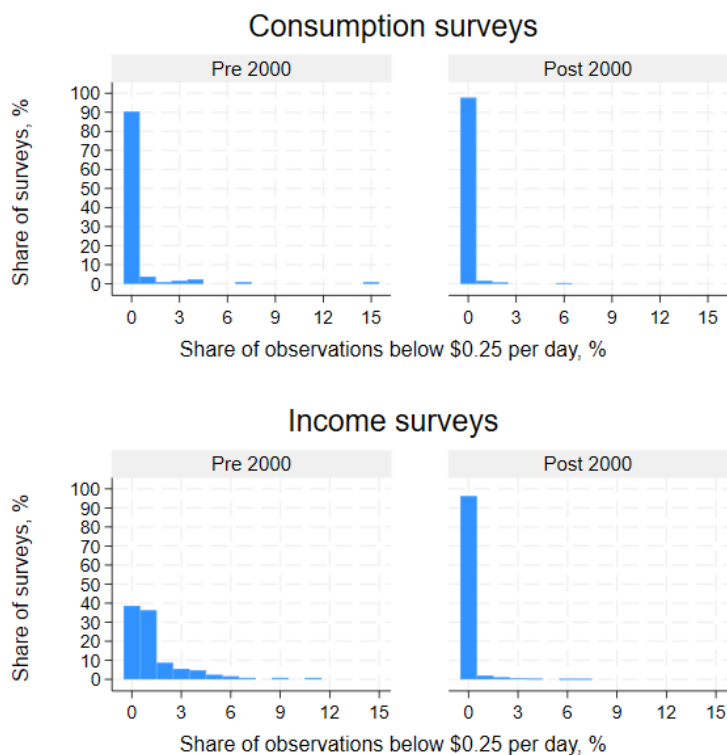 Consumption surveys
Pre 2000
Post 2000
Share of surveys, %
100
90
80
70
60
50
40
30
20
10
0
0 3 6 9 12 15
0 3 6 9 12 15
Share of observations below $0.25 per day, %
Income surveys
Pre 2000
Post 2000
Share of surveys, %
100
90
80
70
60
50
40
30
20
10
0
0 3 6 9 12 15
0 3 6 9 12 15
Share of observations below $0.25 per day, %